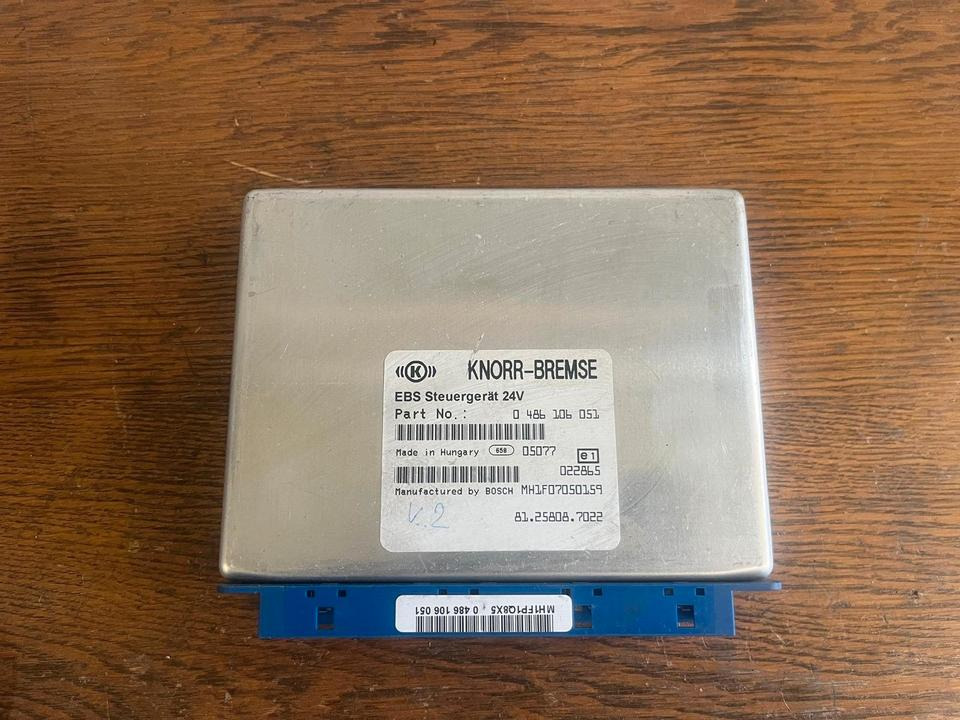 ((K)) KNORR-BREMSE
EBS Steuergerät 24V
Part No.: 0 486 106 051
Made in Hungary 658 05077 e1
022865
Manufactured by BOSCH MH1F07050159
V.2 81.25808.7022
MH1FP1Q8X5 0 486 106 051